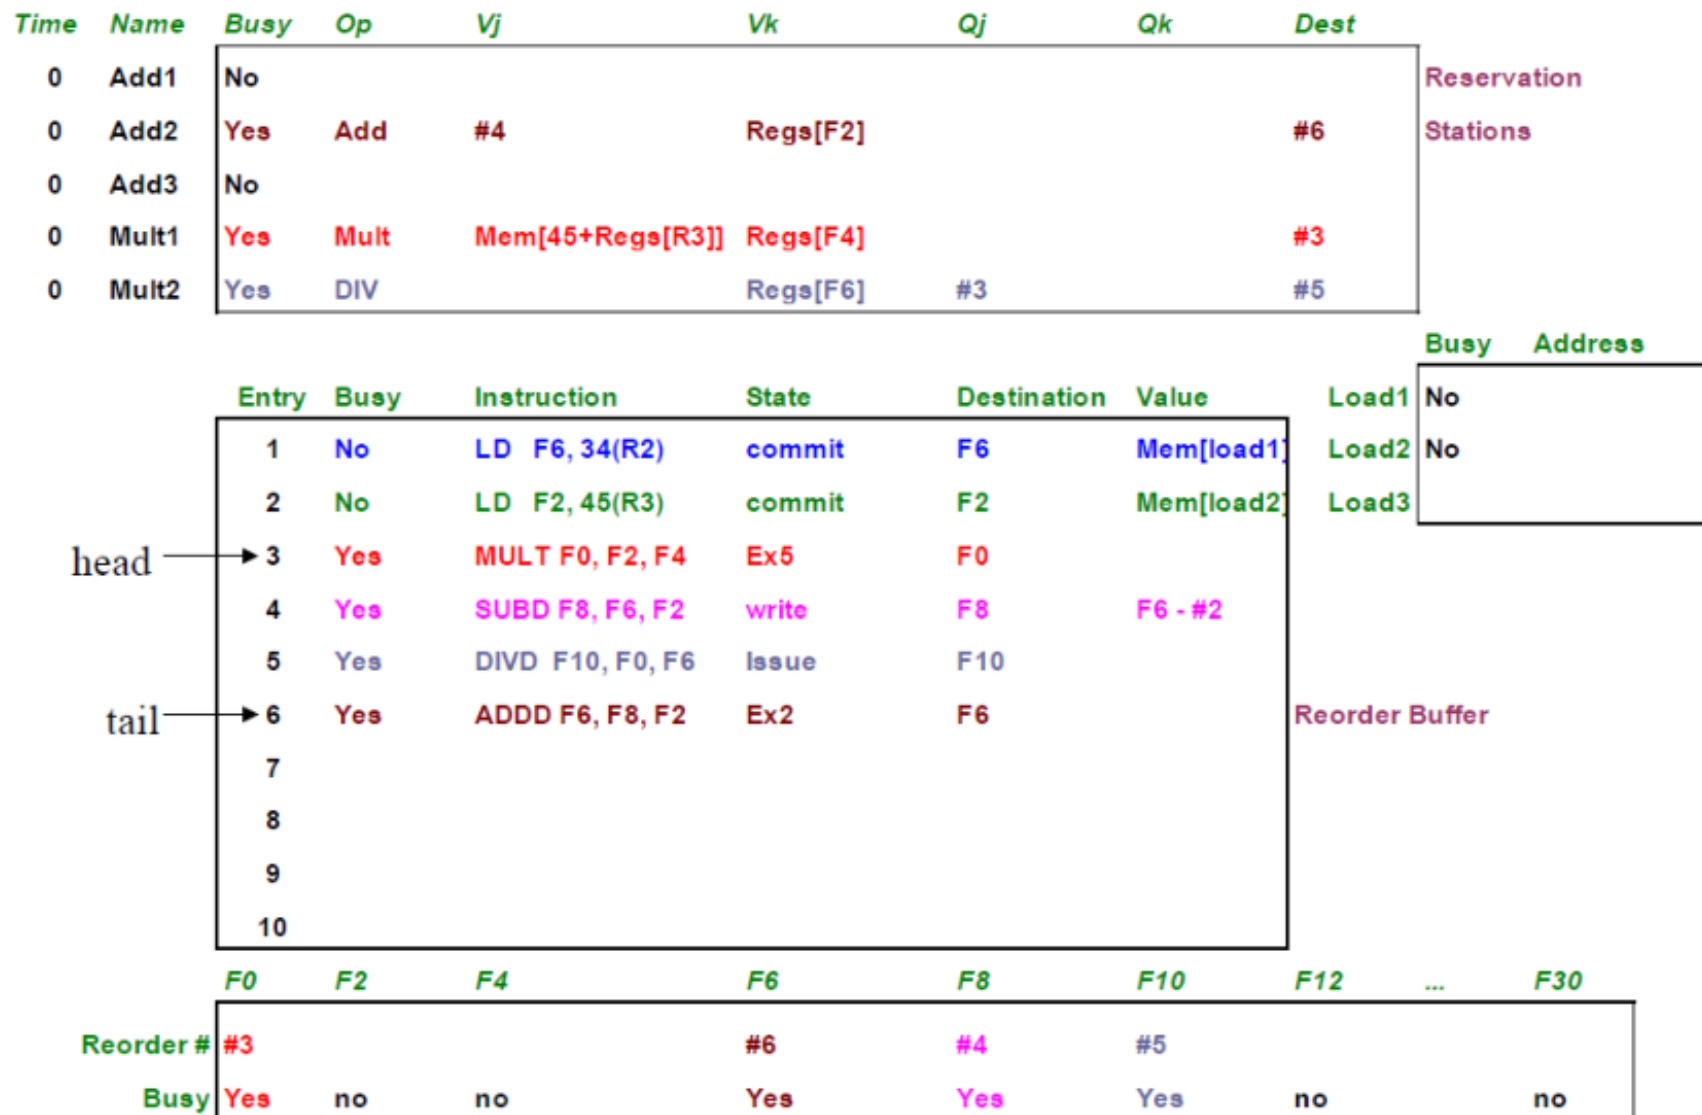 Time Name Busy Op Vj Vk Qj Qk Dest
0 Add1 No Reservation
0 Add2 Yes Add #4 Regs[F2] #6 Stations
0 Add3 No
0 Mult1 Yes Mult Mem[45+Regs[R3]] Regs[F4] #3
0 Mult2 Yes DIV Regs[F6] #3 #5
Busy Address
Entry Busy Instruction State Destination Value Load1 No
1 No LD F6, 34(R2) commit F6 Mem[load1] Load2 No
2 No LD F2, 45(R3) commit F2 Mem[load2] Load3
head 3 Yes MULT F0, F2, F4 Ex5 F0
4 Yes SUBD F8, F6, F2 write F8 F6 - #2
5 Yes DIVD F10, F0, F6 Issue F10
tail 6 Yes ADDD F6, F8, F2 Ex2 F6 Reorder Buffer
7
8
9
10
F0 F2 F4 F6 F8 F10 F12 ... F30
Reorder # #3 #6 #4 #5
Busy Yes no no Yes Yes Yes no no